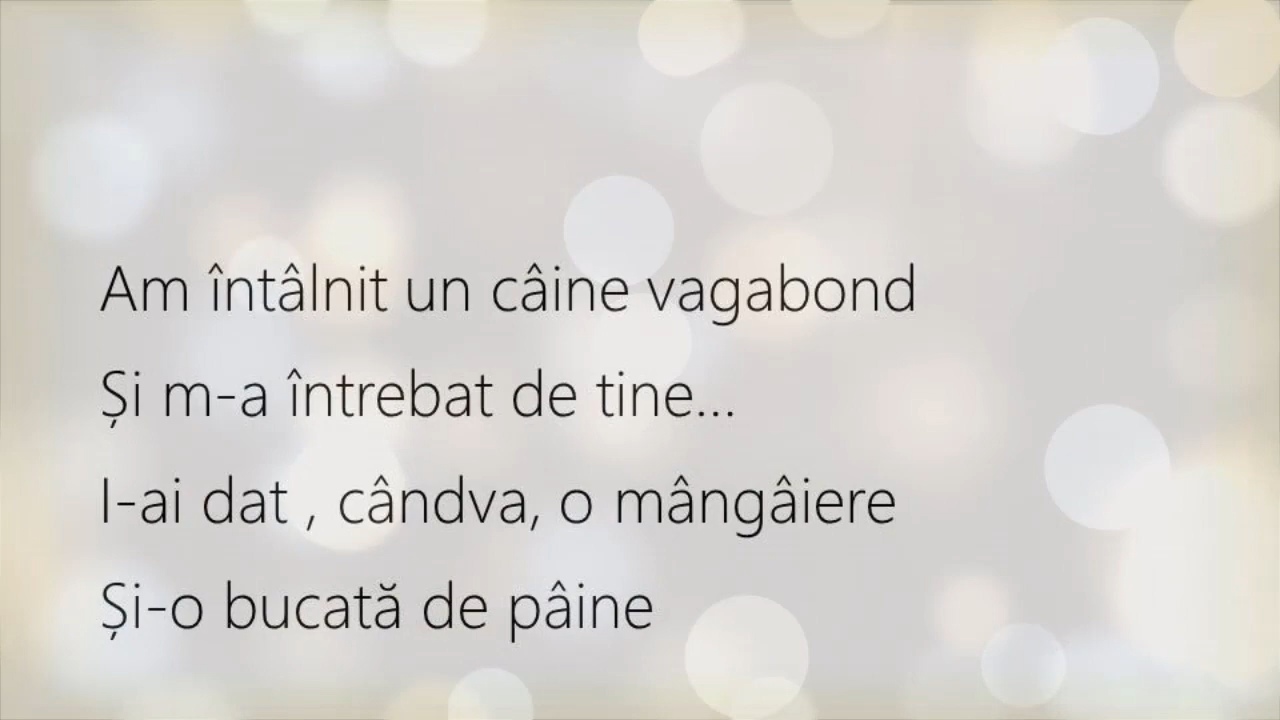 Am întâlnit un câine vagabond
Și m-a întrebat de tine...
I-ai dat , cândva, o mângâiere
Și-o bucată de pâine